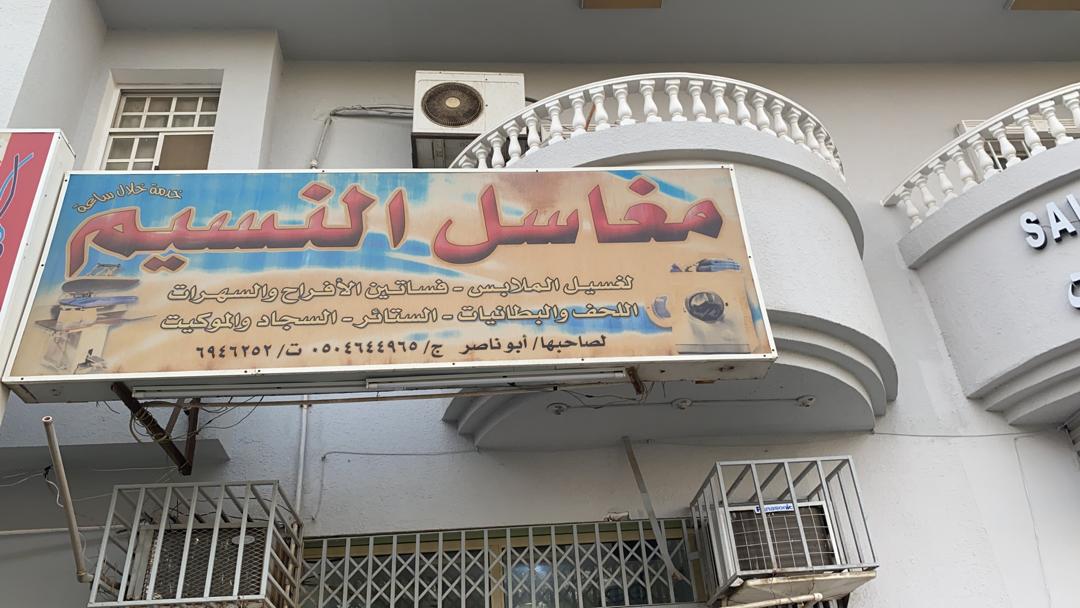 خدمة خلال ساعة
مغاسل النسيم
لغسيل الملابس - فساتين الأفراح والسهرات
اللحف والبطانيات - الستائر - السجاد والموكيت
لصاحبها/ أبو ناصر ج/ ٠٥٠٤٦٤٤٩٦٥ ت/ ٦٩٤٦٢٥٢
Panasonic